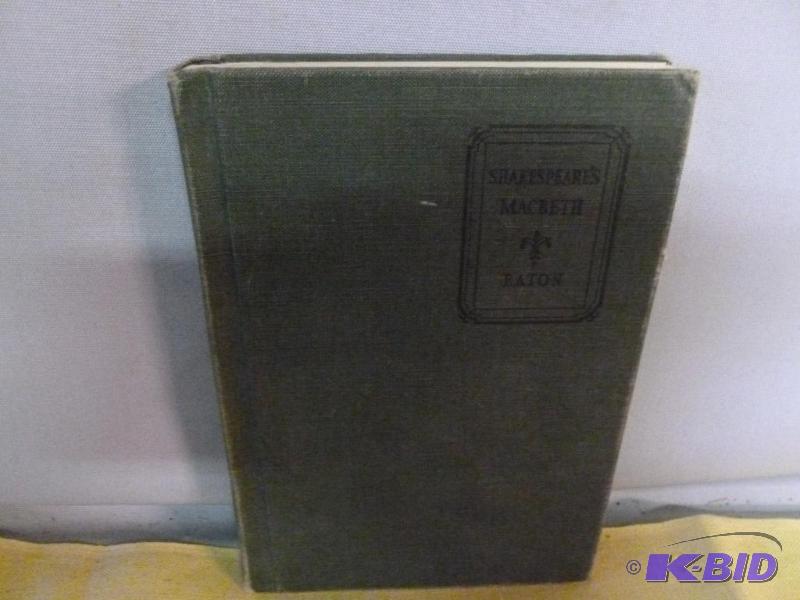 SHAKESPEARE'S
MACBETH
EATON
© K-BID